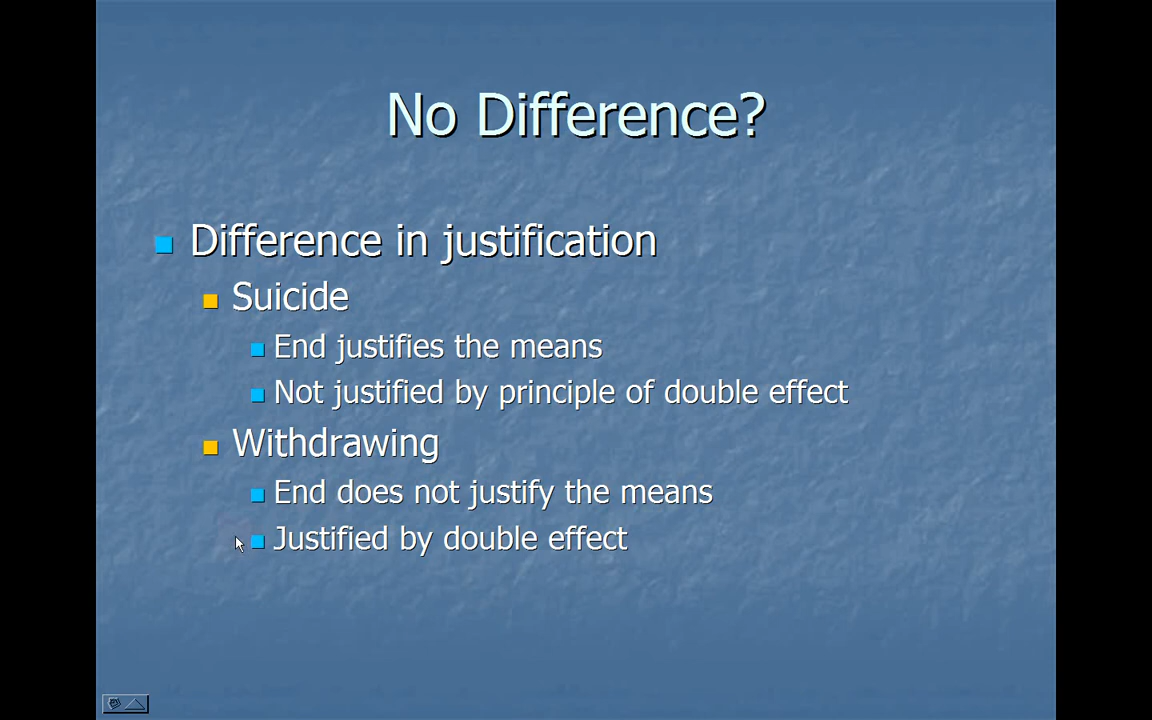 No Difference?
Difference in justification
Suicide
End justifies the means
Not justified by principle of double effect
Withdrawing
End does not justify the means
Justified by double effect